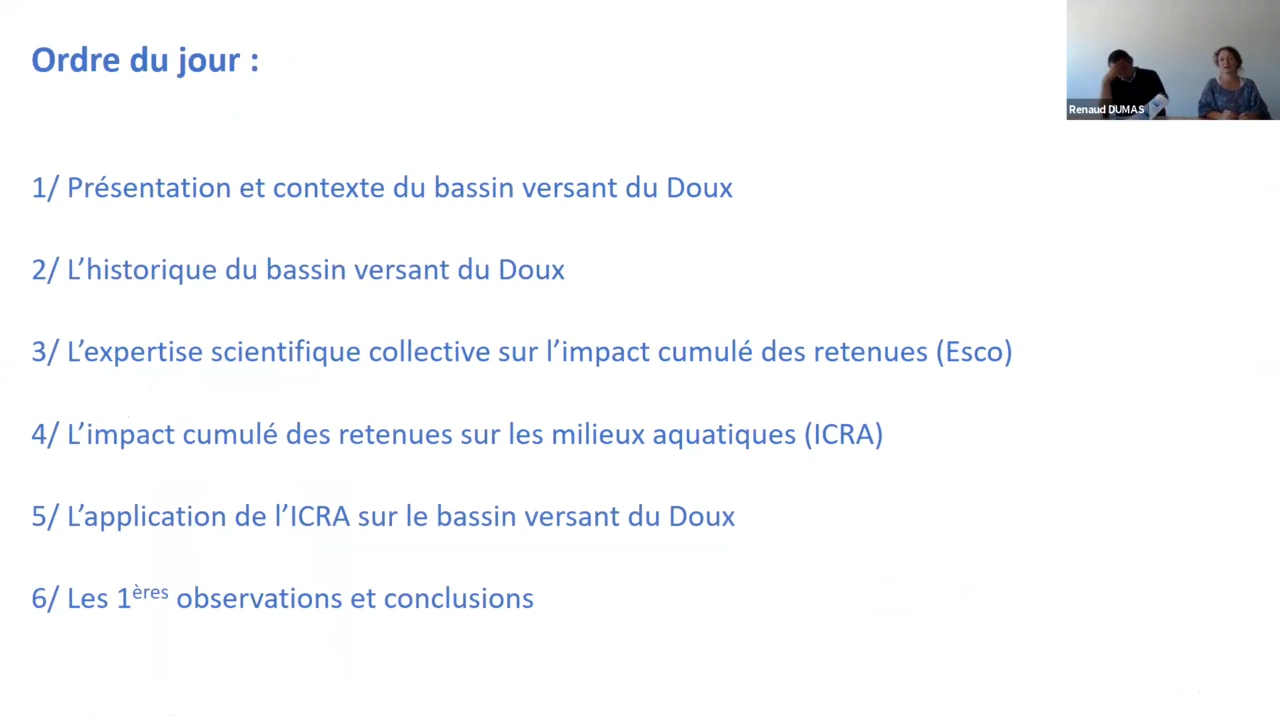 Ordre du jour :
Renaud DUMAS
1/ Présentation et contexte du bassin versant du Doux
2/ L’historique du bassin versant du Doux
3/ L’expertise scientifique collective sur l’impact cumulé des retenues (Esco)
4/ L’impact cumulé des retenues sur les milieux aquatiques (ICRA)
5/ L’application de l’ICRA sur le bassin versant du Doux
6/ Les 1ères observations et conclusions